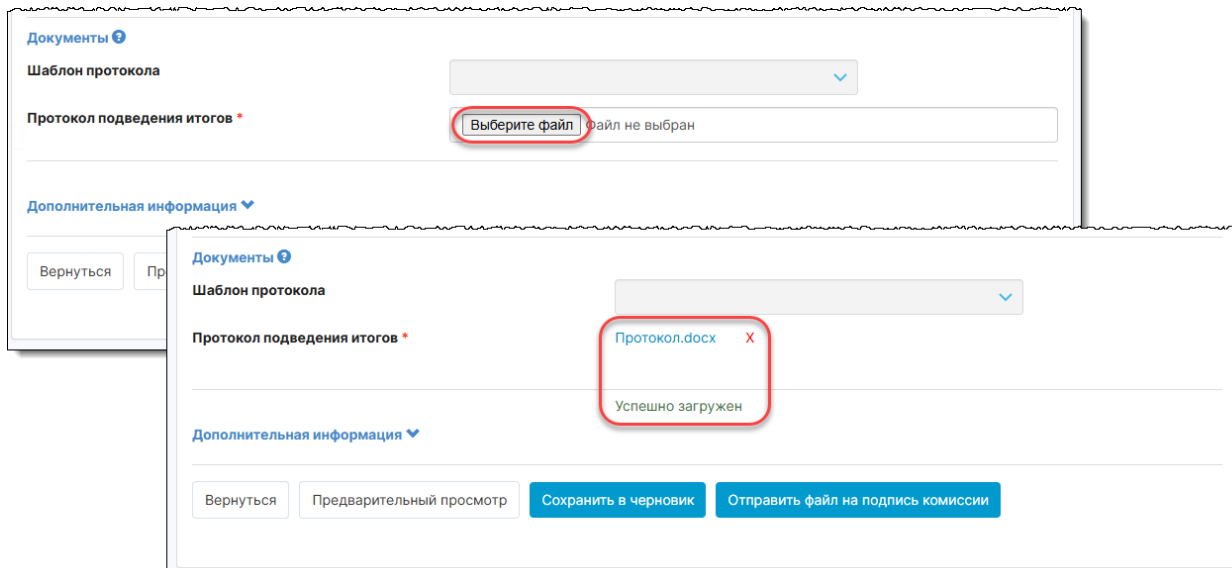 Документы
Шаблон протокола
Протокол подведения итогов *
Выберите файл Файл не выбран
Дополнительная информация
Вернуться
Документы
Шаблон протокола
Протокол подведения итогов * Протокол.docx X
Успешно загружен
Дополнительная информация
Вернуться Предварительный просмотр Сохранить в черновик Отправить файл на подпись комиссии